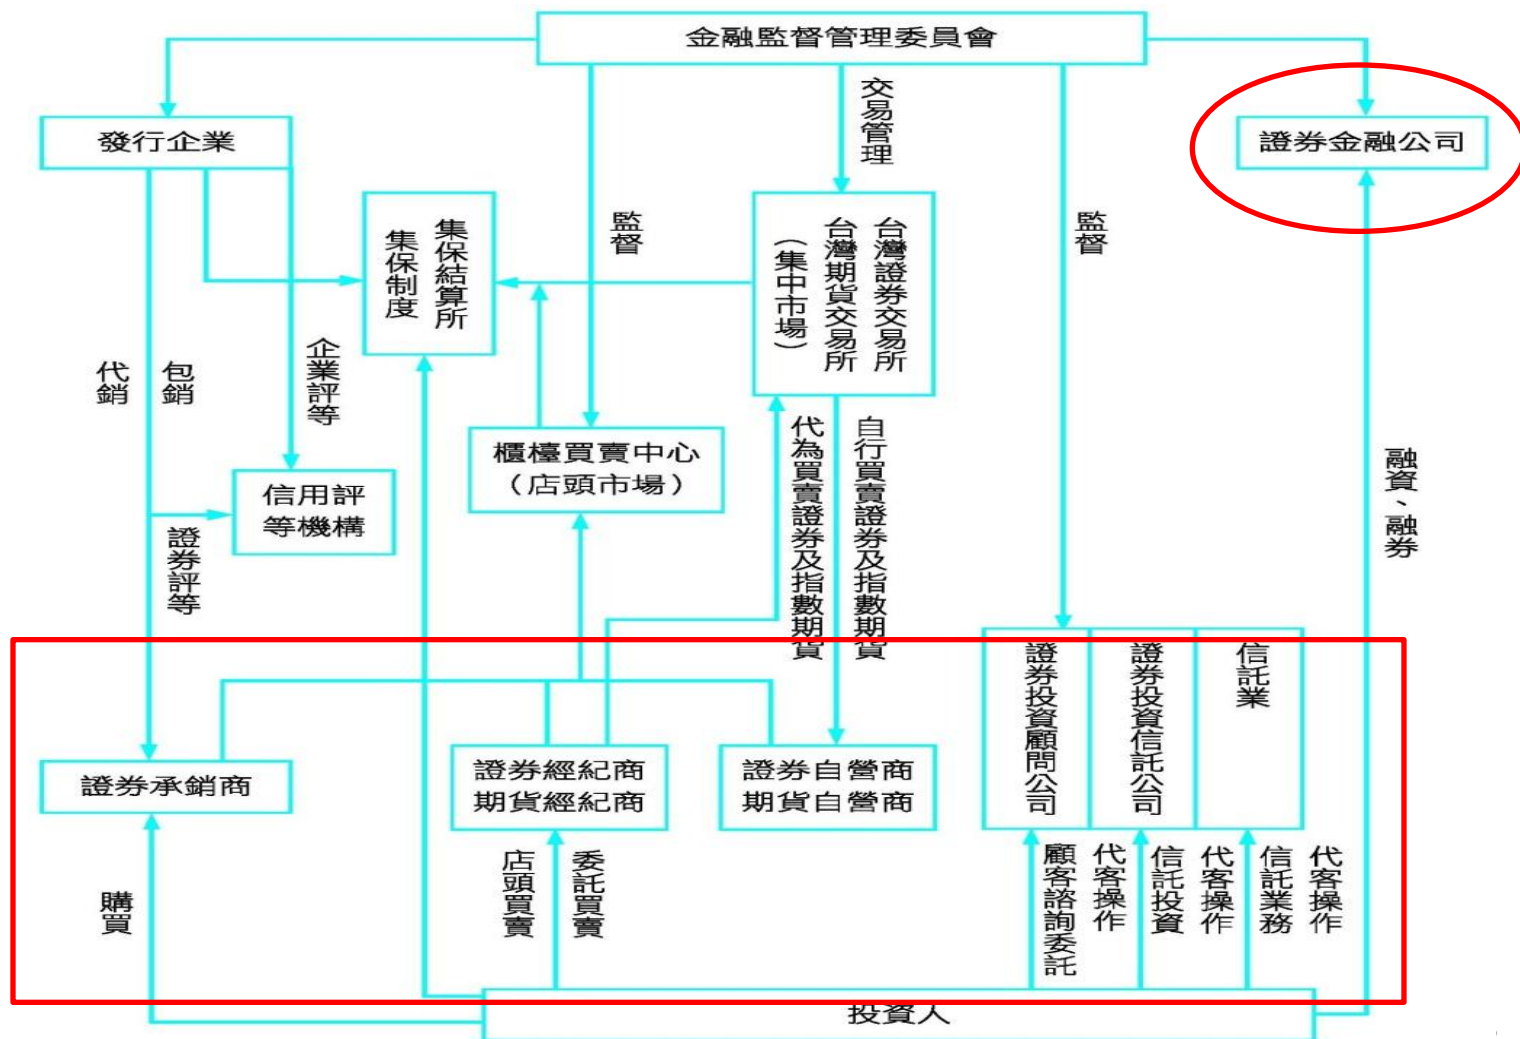 金融監督管理委員會
發行企業
證券金融公司
交易管理
監督
監督
集保結算所
集保制度
台灣證券交易所
台灣期貨交易所
（集中市場）
代銷
包銷
企業評等
櫃檯買賣中心
（店頭市場）
信用評
等機構
證券評等
代為買賣證券及指數期貨
自行買賣證券及指數期貨
融資、融券
證券承銷商
證券經紀商
期貨經紀商
證券自營商
期貨自營商
證券投資顧問公司
證券投資信託公司
信託業
購買
店頭買賣
委託買賣
顧客諮詢委託
代客操作
信託投資
代客操作
信託業務
代客操作
投資人